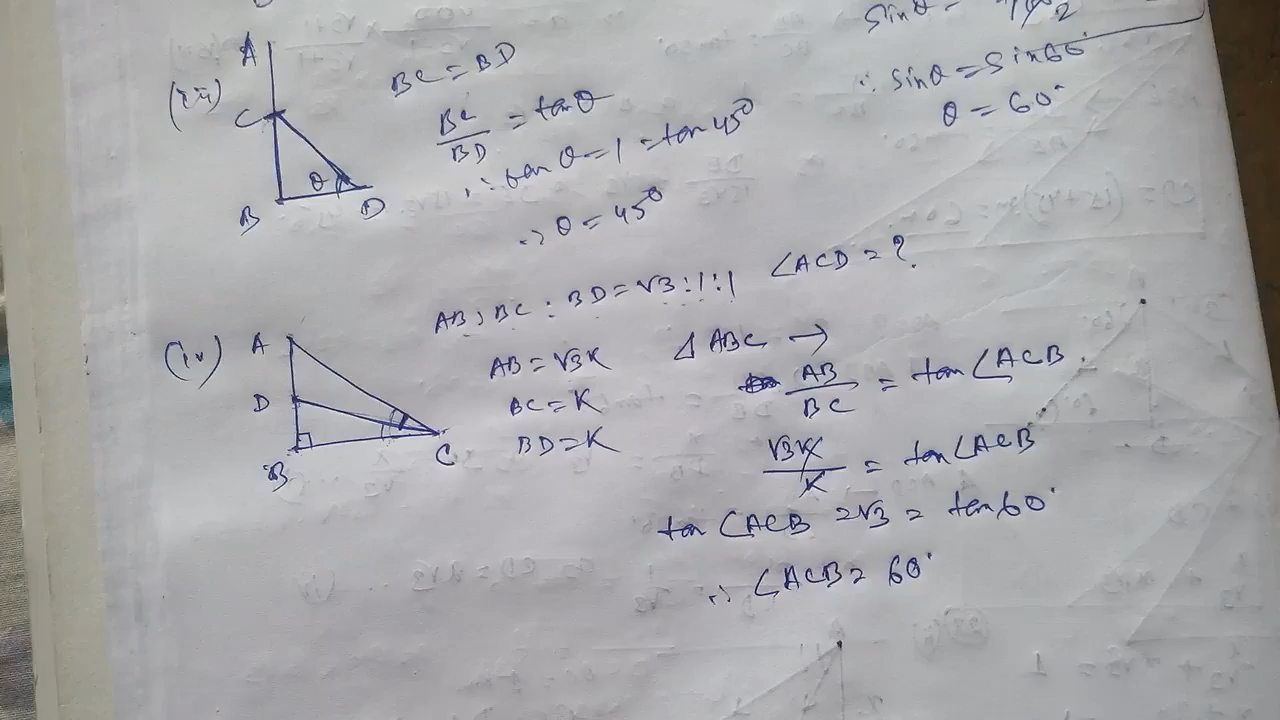 sinθ =
∴ sinθ = sin60°
θ = 60°
(iii)
A
C
B
D
θ
BC = BD
BC/BD = tanθ
∴ tanθ = 1 = tan45°
∴ θ = 45°
AB : BC : BD = √3:1:1 ∠ACD = ?
(iv)
A
D
B
C
AB = √3K
BC = K
BD = K
△ABC →
AB/BC = tan∠ACB
√3K/K = tan∠ACB
tan∠ACB = √3 = tan60°
∴ ∠ACB = 60°